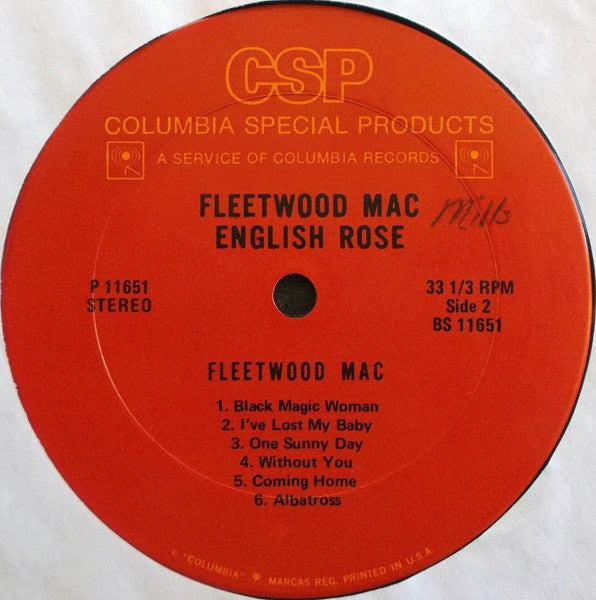 CSP
COLUMBIA SPECIAL PRODUCTS
A SERVICE OF COLUMBIA RECORDS
FLEETWOOD MAC Mills
ENGLISH ROSE
P 11651
STEREO
33 1/3 RPM
Side 2
BS 11651
FLEETWOOD MAC
1. Black Magic Woman
2. I've Lost My Baby
3. One Sunny Day
4. Without You
5. Coming Home
6. Albatross
"COLUMBIA" MARCAS REG. PRINTED IN U.S.A.